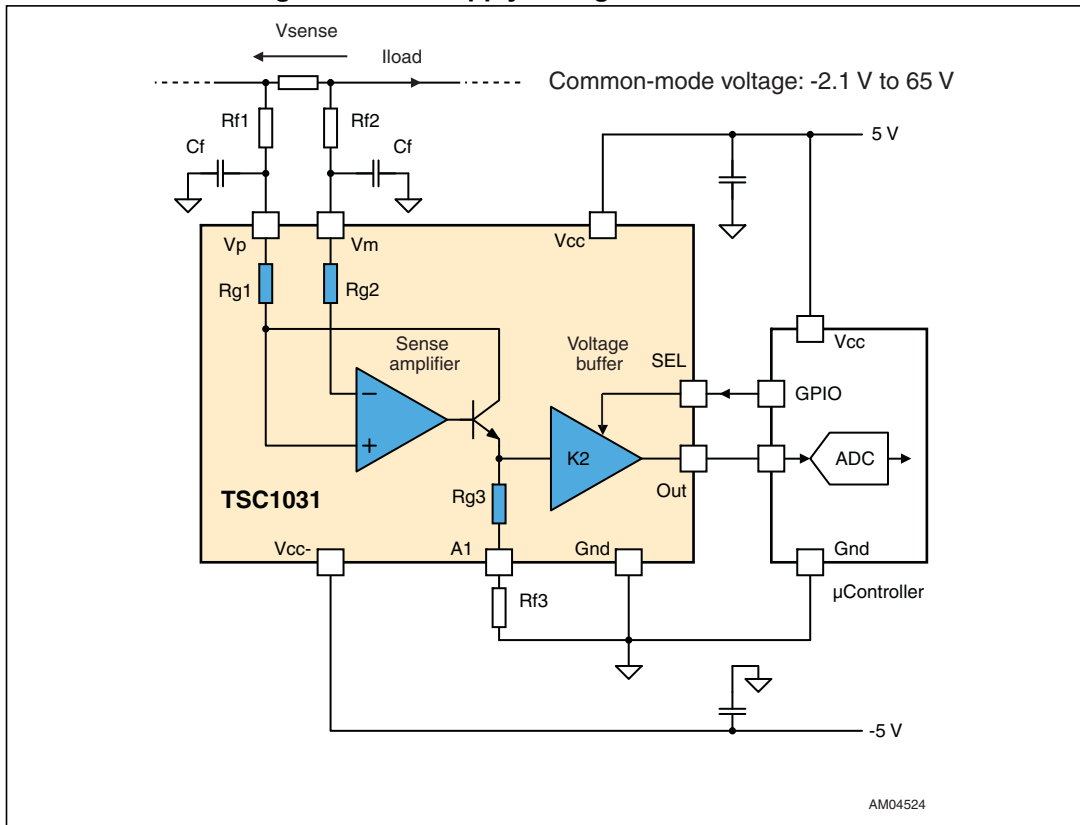 Vsense
Iload
Common-mode voltage: -2.1 V to 65 V
Rf1
Rf2
5 V
Cf
Cf
Vp
Vm
Vcc
Rg1
Rg2
Sense
amplifier
Voltage
buffer
SEL
Vcc
GPIO
K2
ADC
TSC1031
Rg3
Out
Vcc-
A1
Gnd
Gnd
µController
Rf3
-5 V
AM04524